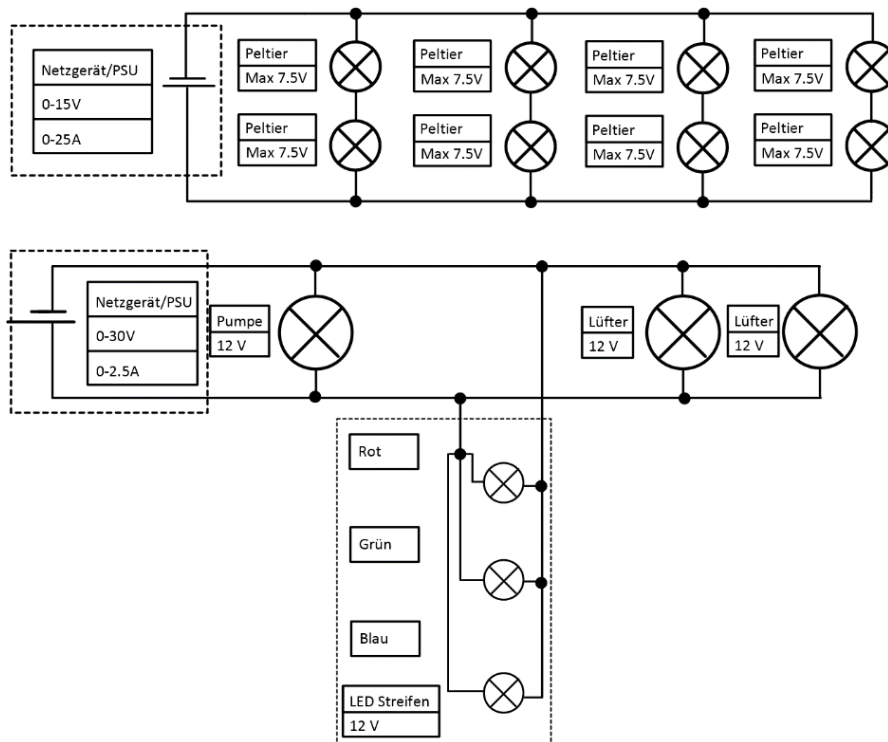 Netzgerät/PSU
0-15V
0-25A
Peltier
Max 7.5V
Peltier
Max 7.5V
Peltier
Max 7.5V
Peltier
Max 7.5V
Peltier
Max 7.5V
Peltier
Max 7.5V
Peltier
Max 7.5V
Peltier
Max 7.5V
Netzgerät/PSU
0-30V
0-2.5A
Pumpe
12 V
Lüfter
12 V
Lüfter
12 V
Rot
Grün
Blau
LED Streifen
12 V